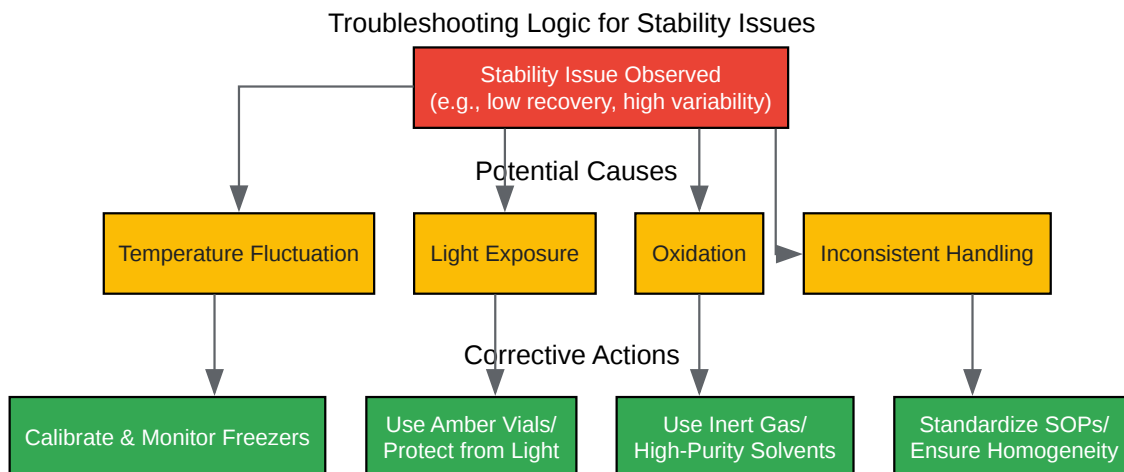 Troubleshooting Logic for Stability Issues
Stability Issue Observed
(e.g., low recovery, high variability)
Potential Causes
Temperature Fluctuation
Light Exposure
Oxidation
Inconsistent Handling
Corrective Actions
Calibrate & Monitor Freezers
Use Amber Vials/
Protect from Light
Use Inert Gas/
High-Purity Solvents
Standardize SOPs/
Ensure Homogeneity